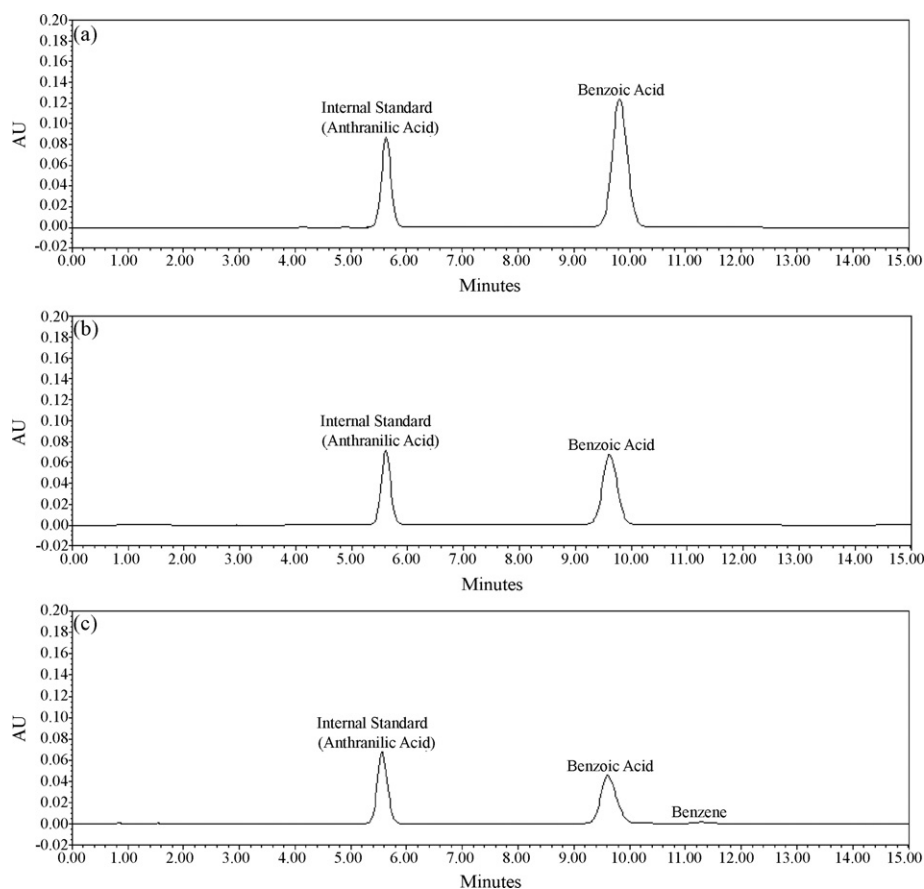 (a)
0.20
0.18
0.16
0.14
0.12
0.10
0.08
0.06
0.04
0.02
0.00
-0.02
AU
Internal Standard
(Anthranilic Acid)
Benzoic Acid
0.00 1.00 2.00 3.00 4.00 5.00 6.00 7.00 8.00 9.00 10.00 11.00 12.00 13.00 14.00 15.00
Minutes
(b)
0.20
0.18
0.16
0.14
0.12
0.10
0.08
0.06
0.04
0.02
0.00
-0.02
AU
Internal Standard
(Anthranilic Acid)
Benzoic Acid
0.00 1.00 2.00 3.00 4.00 5.00 6.00 7.00 8.00 9.00 10.00 11.00 12.00 13.00 14.00 15.00
Minutes
(c)
0.20
0.18
0.16
0.14
0.12
0.10
0.08
0.06
0.04
0.02
0.00
-0.02
AU
Internal Standard
(Anthranilic Acid)
Benzoic Acid
Benzene
0.00 1.00 2.00 3.00 4.00 5.00 6.00 7.00 8.00 9.00 10.00 11.00 12.00 13.00 14.00 15.00
Minutes